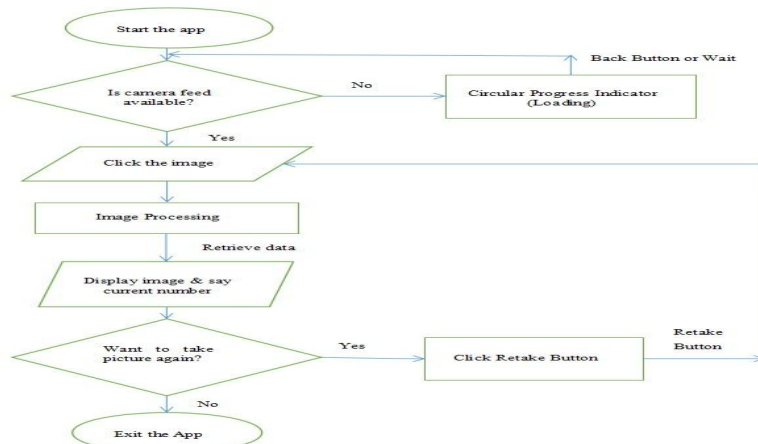 Start the app
Back Button or Wait
Is camera feed
available?
No
Circular Progress Indicator
(Loading)
Yes
Click the image
Image Processing
Retrieve data
Display image & say
current number
Want to take
picture again?
Yes
Click Retake Button
Retake
Button
No
Exit the App